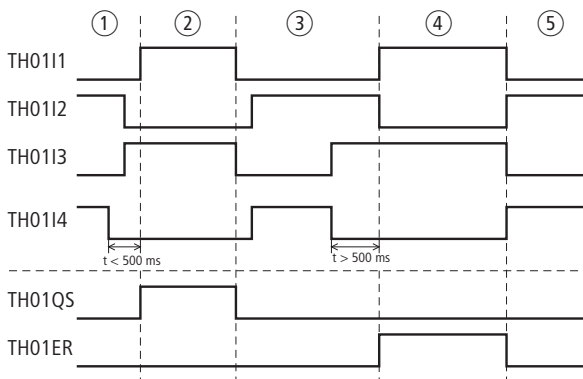 ① ② ③ ④ ⑤
TH01I1
TH01I2
TH01I3
TH01I4
t < 500 ms t > 500 ms
TH01QS
TH01ER